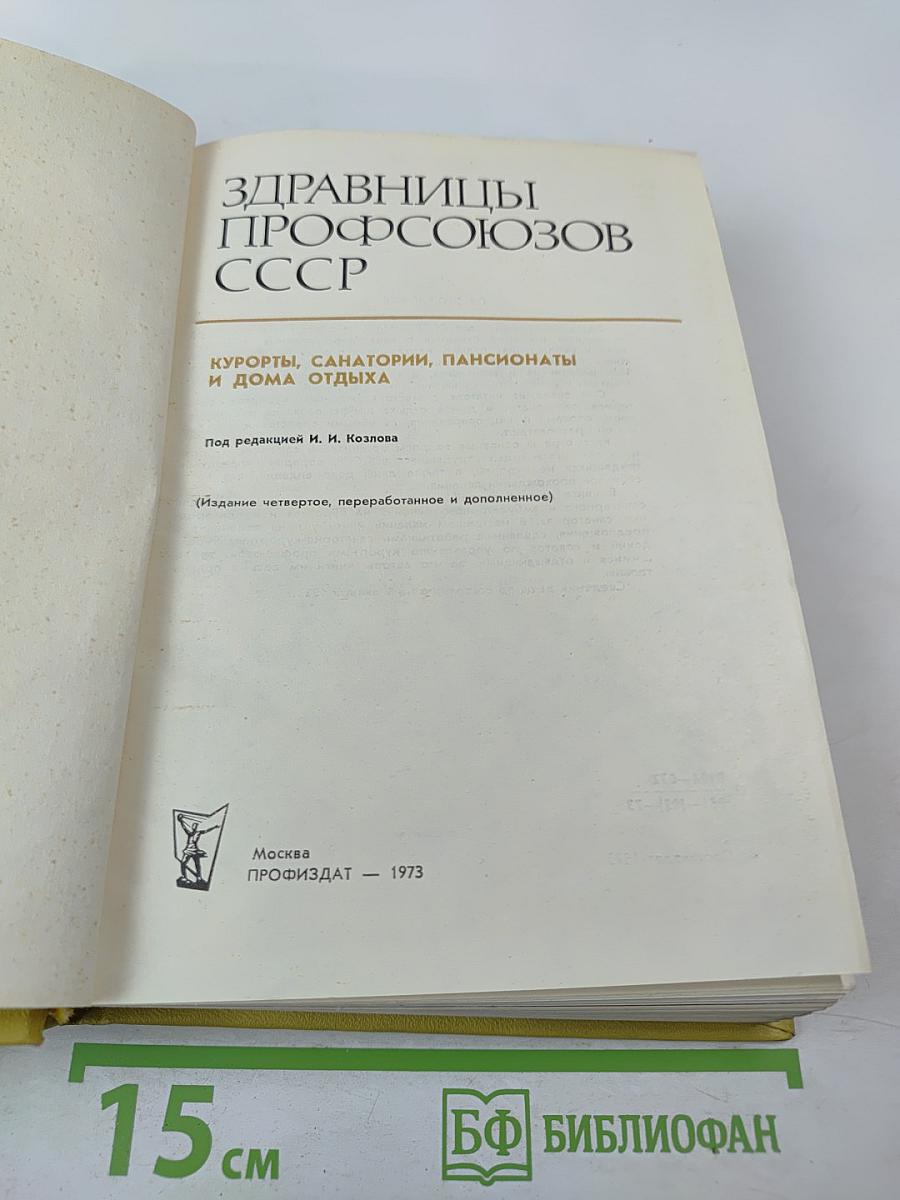 ЗДРАВНИЦЫ
ПРОФСОЮЗОВ
СССР
КУРОРТЫ, САНАТОРИИ, ПАНСИОНАТЫ
И ДОМА ОТДЫХА
Под редакцией И. И. Козлова
(Издание четвертое, переработанное и дополненное)
Москва
ПРОФИЗДАТ — 1973
15 см
БФ БИБЛИОФАН